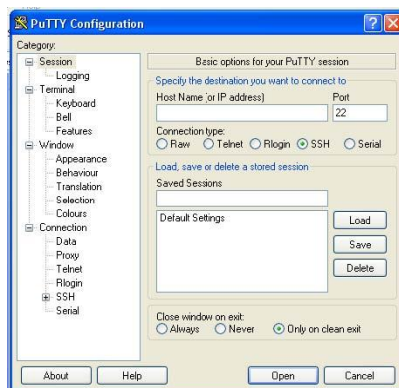 PuTTY Configuration
Category:
Session
Logging
Terminal
Keyboard
Bell
Features
Window
Appearance
Behaviour
Translation
Selection
Colours
Connection
Data
Proxy
Telnet
Rlogin
SSH
Serial
Basic options for your PuTTY session
Specify the destination you want to connect to
Host Name (or IP address) Port
22
Connection type:
Raw Telnet Rlogin SSH Serial
Load, save or delete a stored session
Saved Sessions
Default Settings
Load
Save
Delete
Close window on exit:
Always Never Only on clean exit
About Help Open Cancel